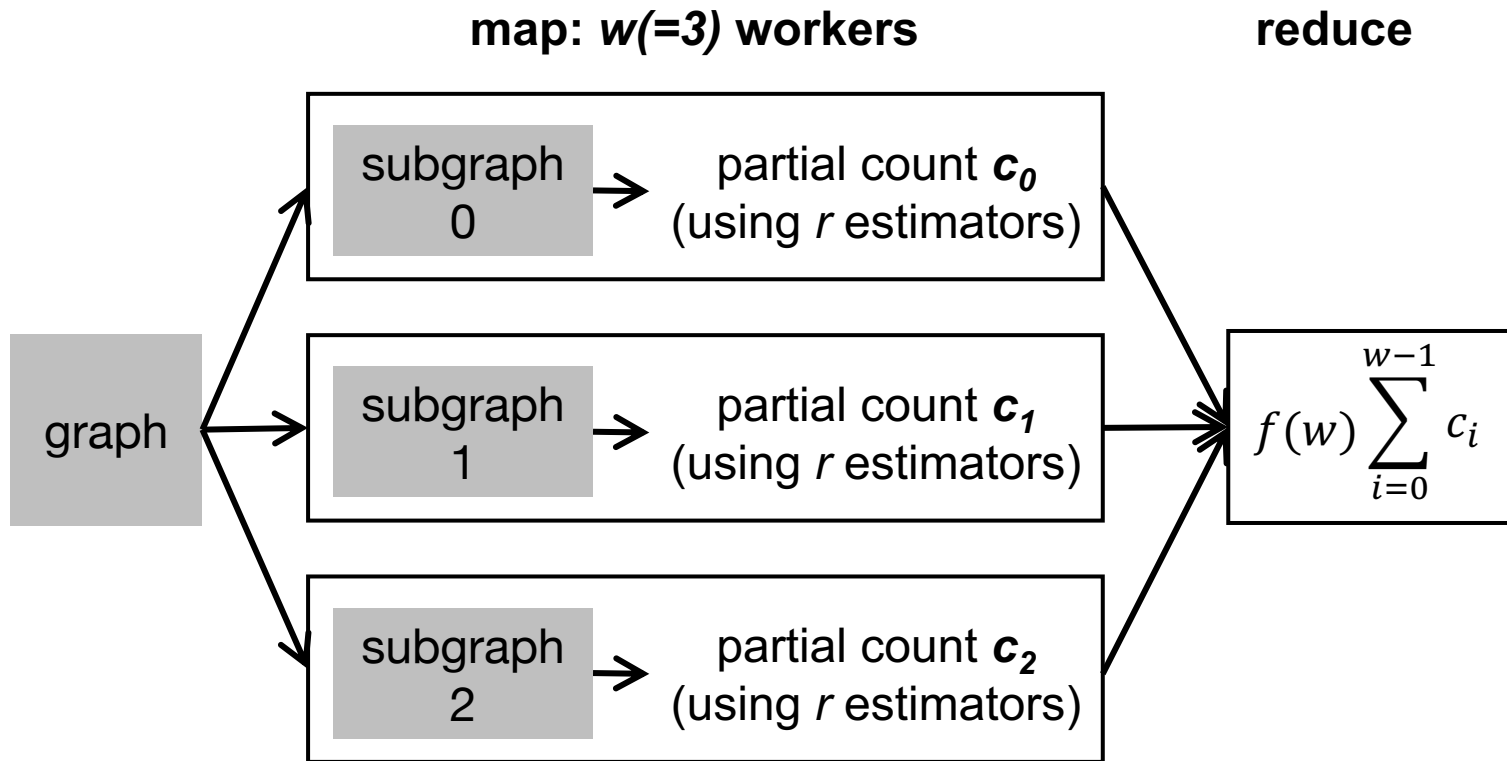 map: w(=3) workers
reduce
graph
subgraph
0
partial count c₀
(using r estimators)
subgraph
1
partial count c₁
(using r estimators)
subgraph
2
partial count c₂
(using r estimators)
f(w) ∑_{i=0}^{w−1} c_i